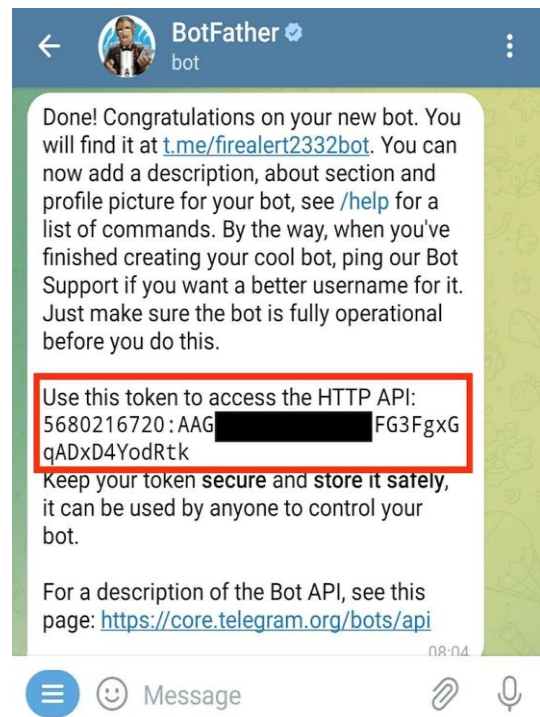 BotFather
bot
Done! Congratulations on your new bot. You
will find it at t.me/firealert2332bot. You can
now add a description, about section and
profile picture for your bot, see /help for a
list of commands. By the way, when you've
finished creating your cool bot, ping our Bot
Support if you want a better username for it.
Just make sure the bot is fully operational
before you do this.
Use this token to access the HTTP API:
5680216720:AAG FG3FgxG
qADxD4YodRtk
Keep your token secure and store it safely,
it can be used by anyone to control your
bot.
For a description of the Bot API, see this
page: https://core.telegram.org/bots/api
08:04
Message